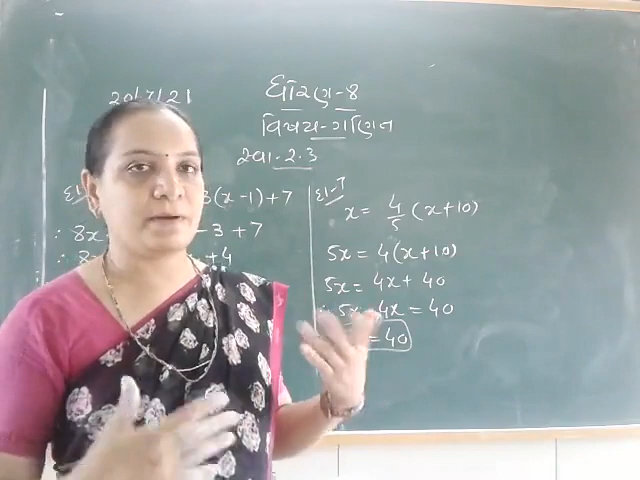 20/7/21
ધોરણ-8
વિષય-ગણિત
સ્વા. 2.3
3(x-1)+7
8x -3+7
8x +4
દા-7
x = 4/5 (x+10)
5x = 4(x+10)
5x = 4x + 40
∴ 5x 4x = 40
= 40